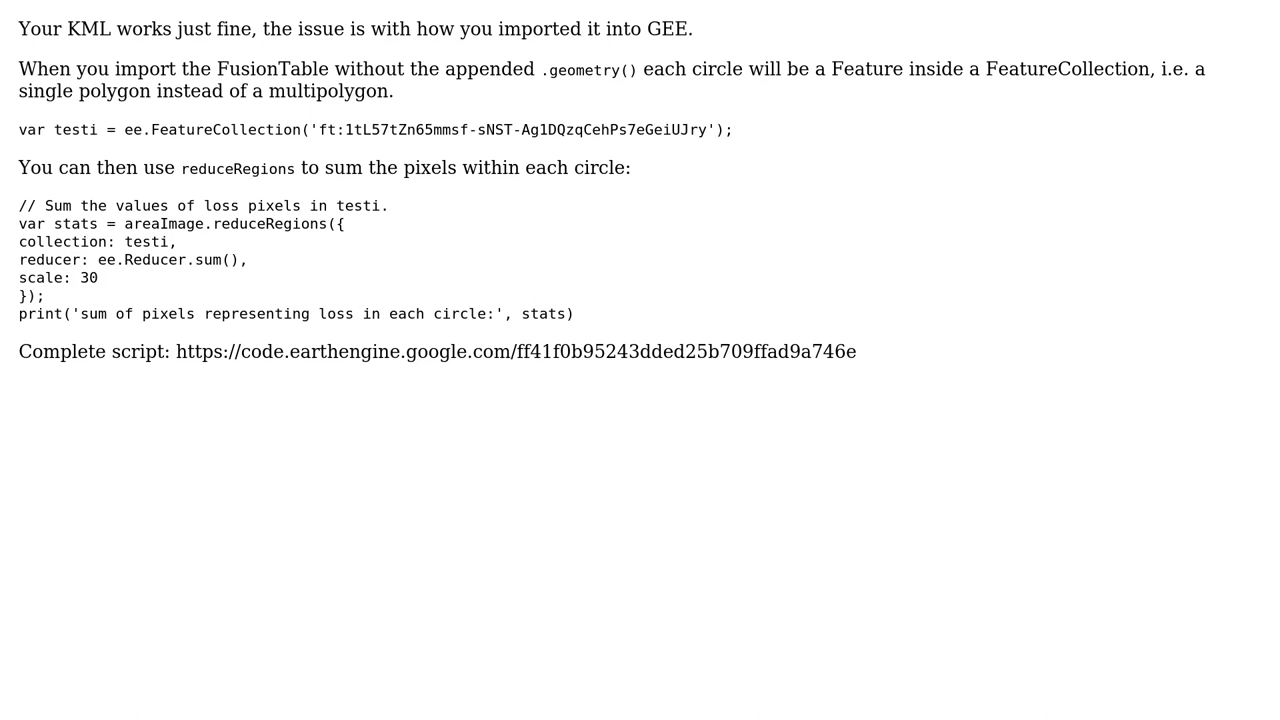 Your KML works just fine, the issue is with how you imported it into GEE.
When you import the FusionTable without the appended .geometry() each circle will be a Feature inside a FeatureCollection, i.e. a
single polygon instead of a multipolygon.
var testi = ee.FeatureCollection('ft:1tL57tZn65mmsf-sNST-Ag1DQzqCehPs7eGeiUJry');
You can then use reduceRegions to sum the pixels within each circle:
// Sum the values of loss pixels in testi.
var stats = areaImage.reduceRegions({
collection: testi,
reducer: ee.Reducer.sum(),
scale: 30
});
print('sum of pixels representing loss in each circle:', stats)
Complete script: https://code.earthengine.google.com/ff41f0b95243dded25b709ffad9a746e